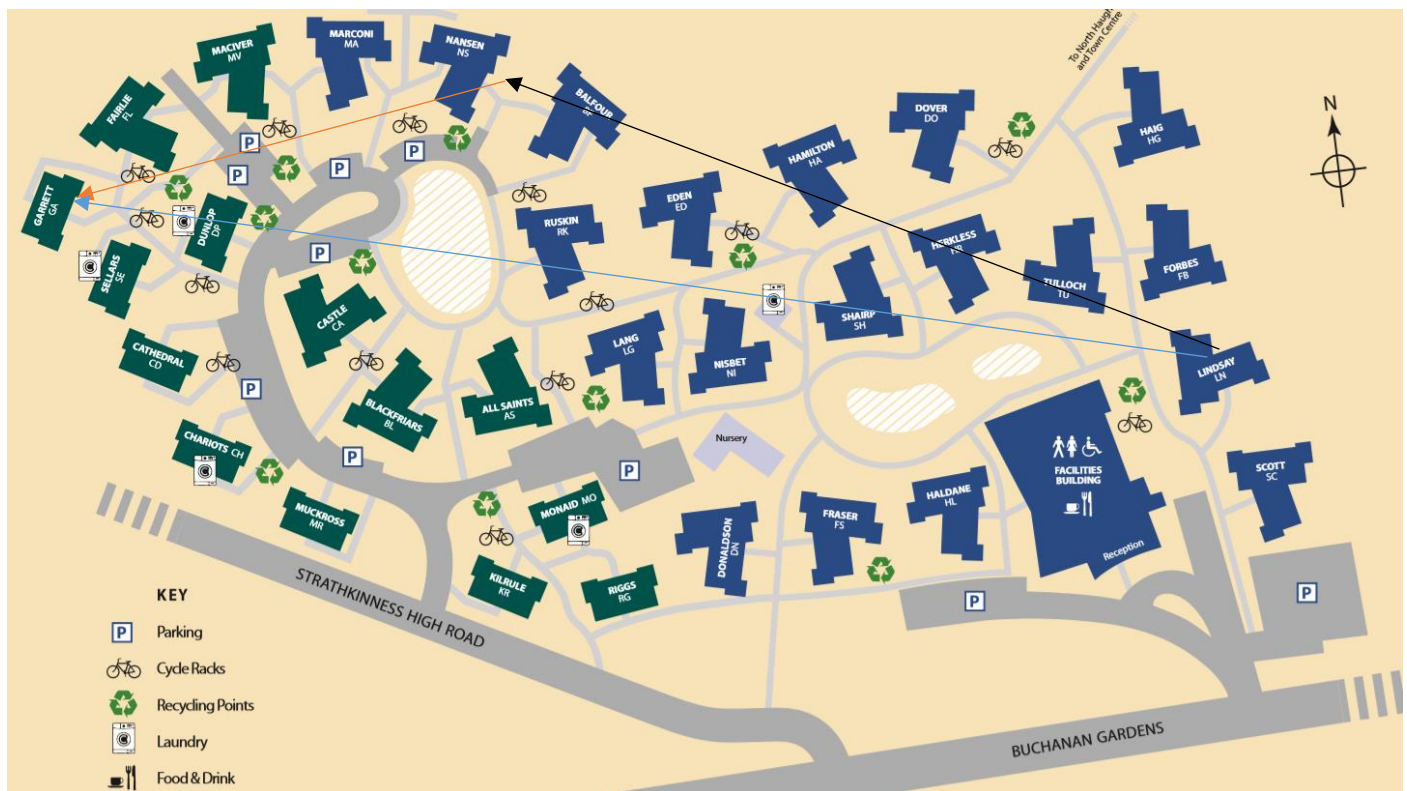 MACIVER
MV
MARCONI
MA
NANSEN
NS
BALFOUR
To North Haugh
and Town Centre
FAIRLIE
FL
DOVER
DO
HAIG
HG
N
HAMILTON
HA
GARRETT
GA
DUNLOP
DP
EDEN
ED
RUSKIN
RK
HERKLESS
SELLARS
SE
TULLOCH
TU
FORBES
FB
CASTLE
CA
SHAIRP
SH
CATHEDRAL
CD
LANG
LG
NISBET
NI
LINDSAY
LN
BLACKFRIARS
BL
ALL SAINTS
AS
CHARIOTS CH
Nursery
FACILITIES
BUILDING
SCOTT
SC
MUCKROSS
MR
MONAID MO
DONALDSON
DN
FRASER
FS
HALDANE
HL
Reception
KILRULE
KR
RIGGS
RG
STRATHKINNESS HIGH ROAD
BUCHANAN GARDENS
P
P
P
P
P
P
P
P
P
P
KEY
P Parking
Cycle Racks
Recycling Points
Laundry
Food & Drink